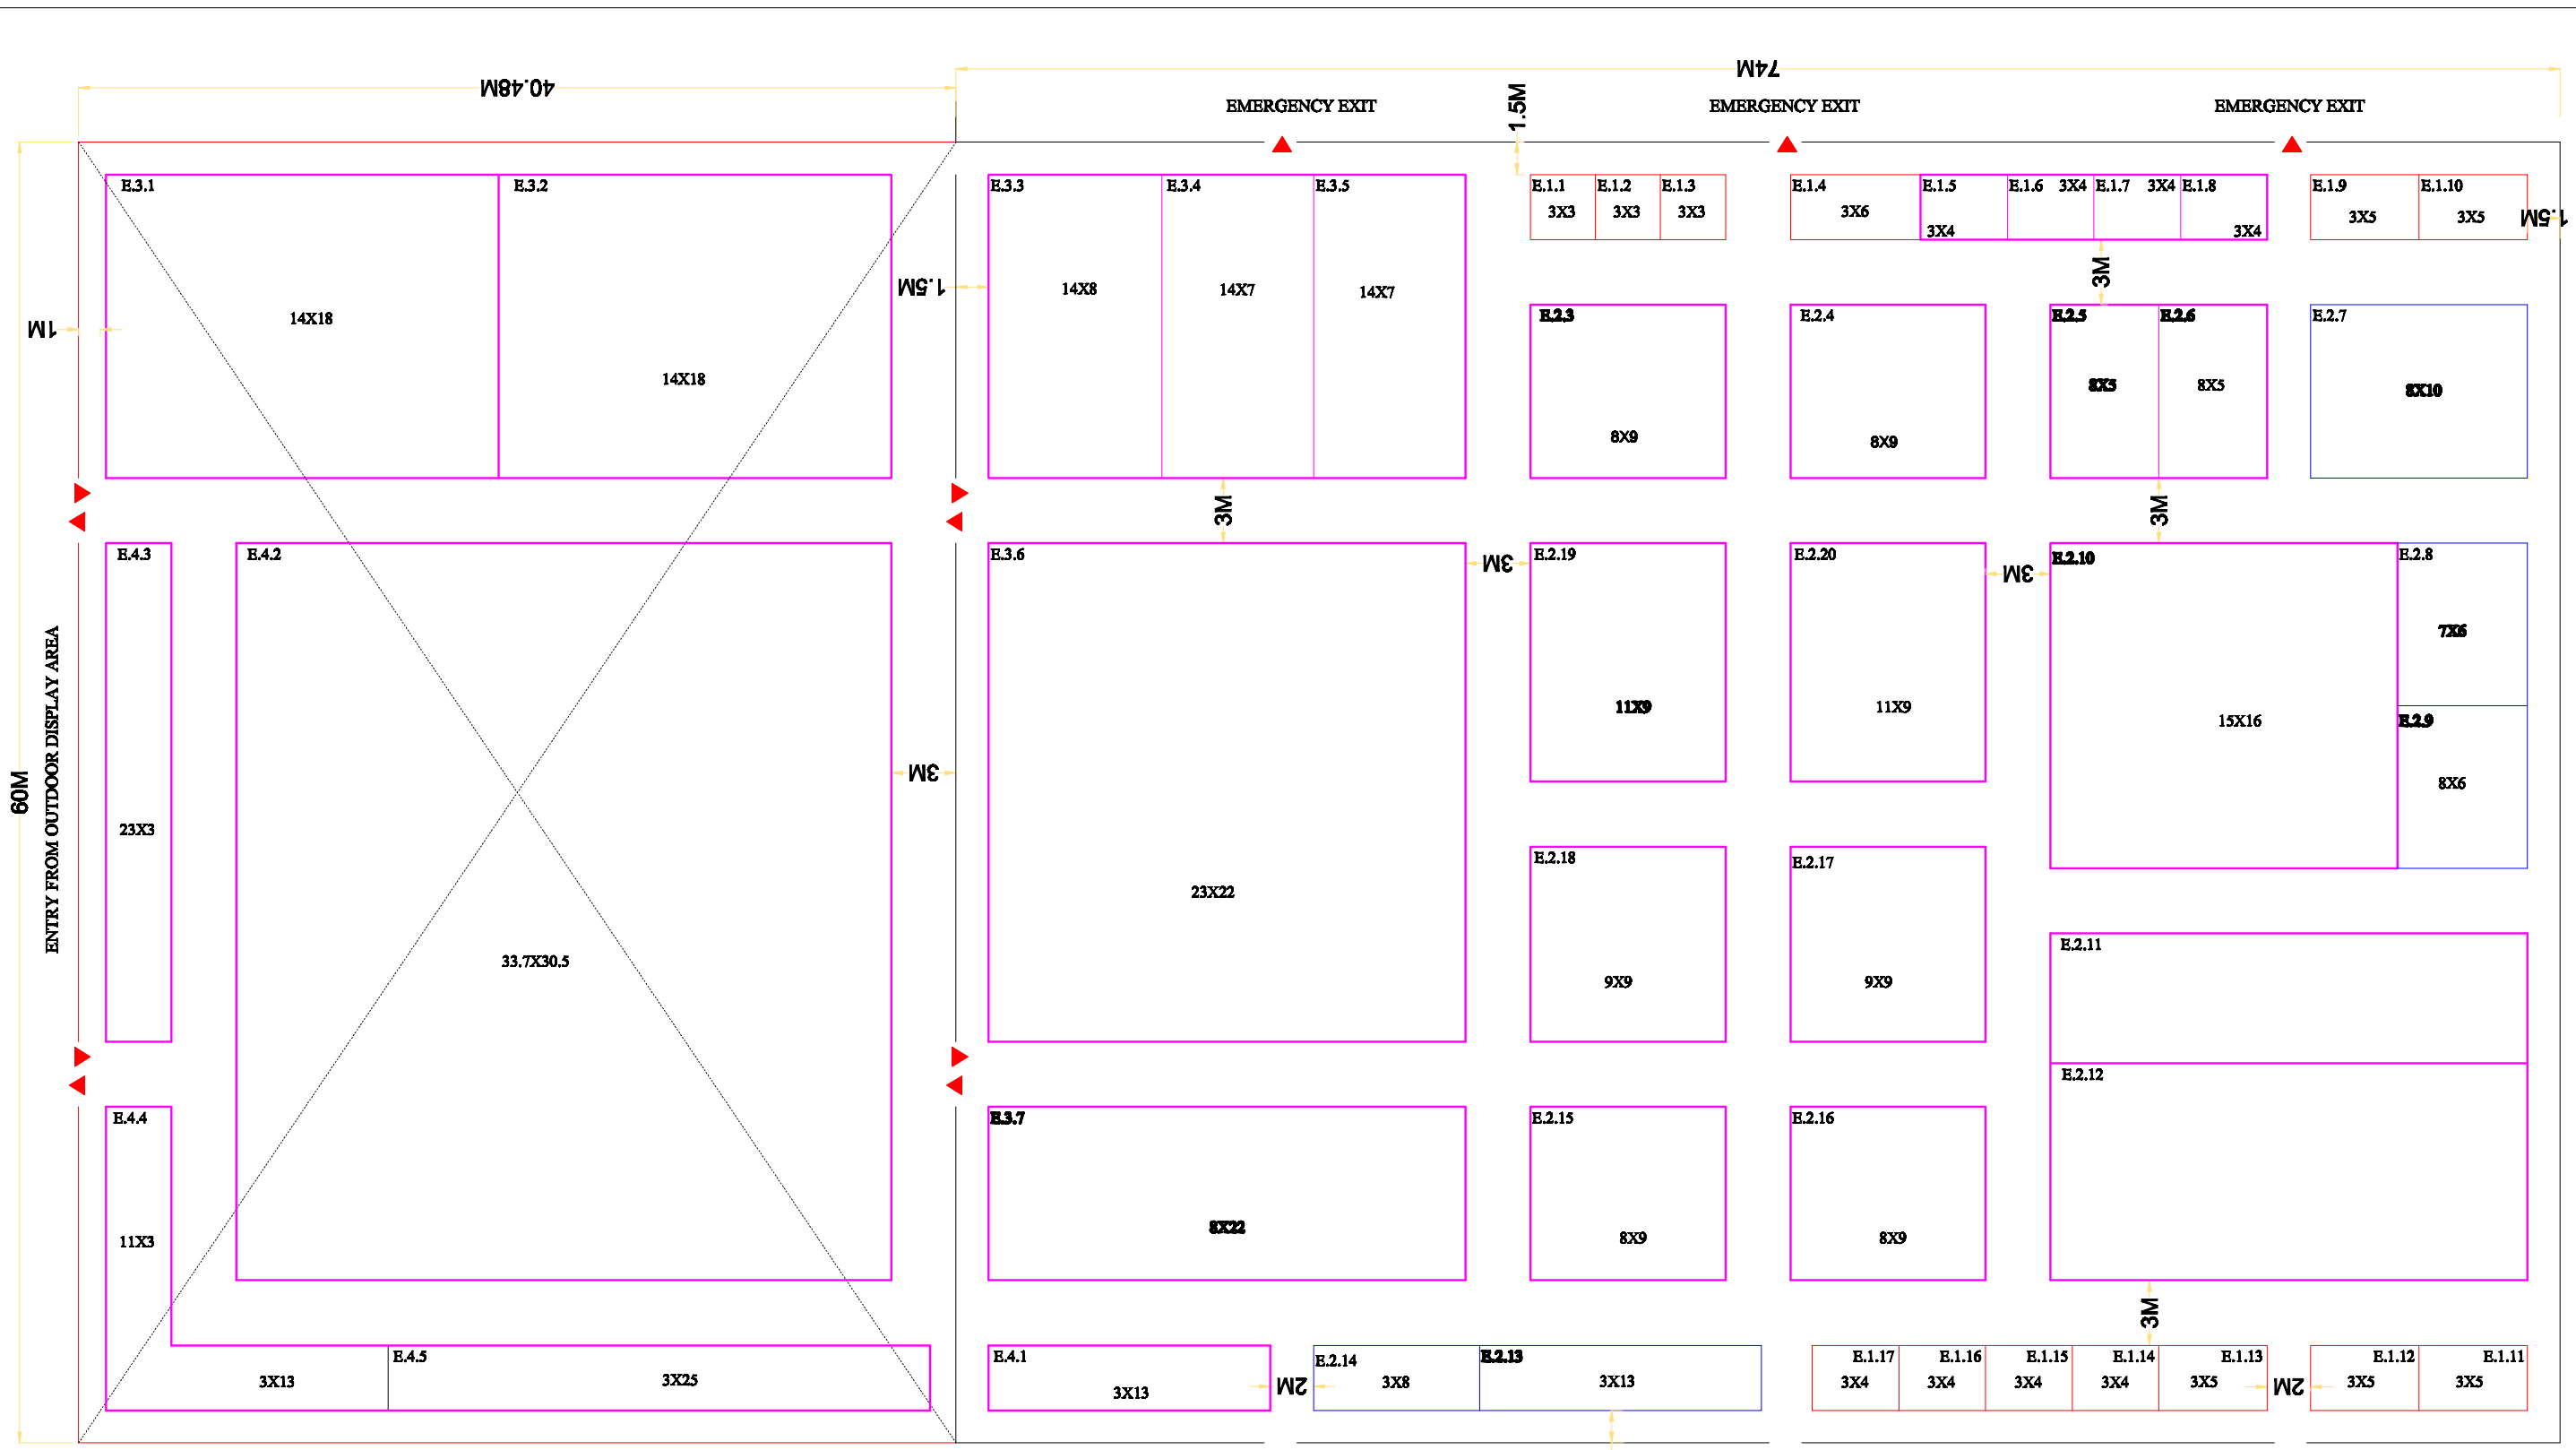 40.48M
74M
EMERGENCY EXIT
EMERGENCY EXIT
EMERGENCY EXIT
1.5M
E.3.1
E.3.2
E.3.3
E.3.4
E.3.5
E.1.1
E.1.2
E.1.3
E.1.4
E.1.5
E.1.6
3X4
E.1.7
3X4
E.1.8
E.1.9
E.1.10
3X3
3X3
3X3
3X6
3X4
3X4
3X5
3X5
1.5M
3M
1.5M
1M
14X18
14X18
14X8
14X7
14X7
E.2.3
E.2.4
E.2.5
E.2.6
E.2.7
8X9
8X9
8X5
8X5
8X10
3M
3M
E.4.3
E.4.2
E.3.6
3M
E.2.19
E.2.20
3M
E.2.10
E.2.8
7X6
11X9
11X9
15X16
E.2.9
8X6
60M
ENTRY FROM OUTDOOR DISPLAY AREA
3M
23X3
33.7X30.5
23X22
E.2.18
E.2.17
9X9
9X9
E.2.11
E.2.12
E.4.4
E.3.7
E.2.15
E.2.16
11X3
8X22
8X9
8X9
3M
E.4.5
3X13
3X25
E.4.1
3X13
2M
E.2.14
3X8
E.2.13
3X13
E.1.17
E.1.16
E.1.15
E.1.14
E.1.13
3X4
3X4
3X4
3X4
3X5
2M
E.1.12
E.1.11
3X5
3X5